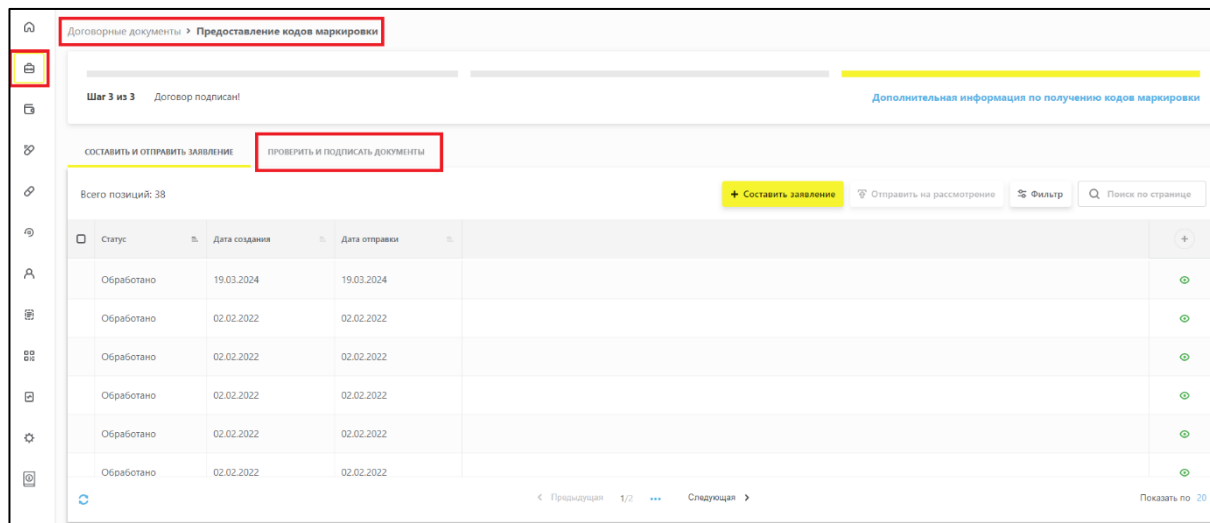 Договорные документы > Предоставление кодов маркировки
Шаг 3 из 3 Договор подписан! Дополнительная информация по получению кодов маркировки
СОСТАВИТЬ И ОТПРАВИТЬ ЗАЯВЛЕНИЕ ПРОВЕРИТЬ И ПОДПИСАТЬ ДОКУМЕНТЫ
Всего позиций: 38 + Составить заявление Отправить на рассмотрение Фильтр Поиск по странице
Статус Дата создания Дата отправки
Обработано 19.03.2024 19.03.2024
Обработано 02.02.2022 02.02.2022
Обработано 02.02.2022 02.02.2022
Обработано 02.02.2022 02.02.2022
Обработано 02.02.2022 02.02.2022
Обработано 02.02.2022 02.02.2022
< Предыдущая 1/2 ••• Следующая > Показать по 20